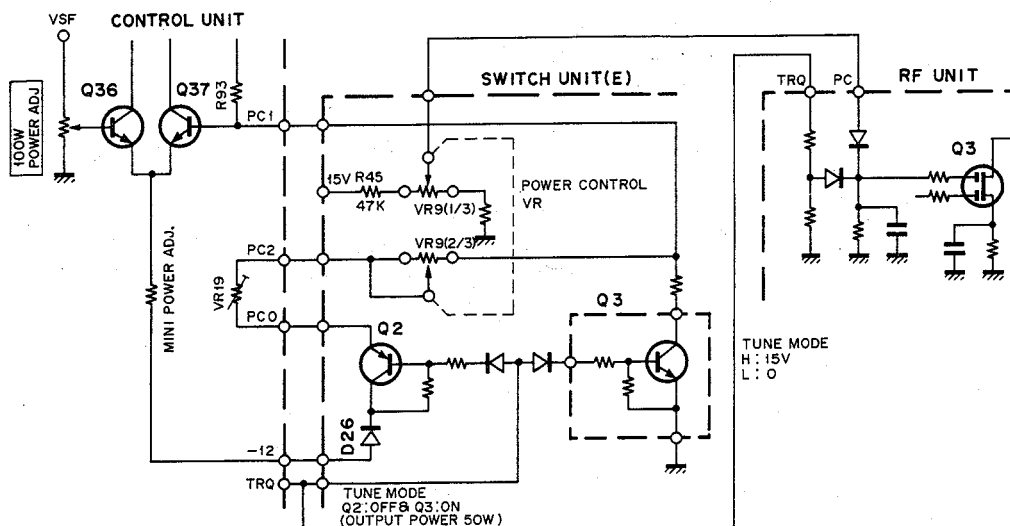 VSF
CONTROL UNIT
Q36
Q37
R93
100W
POWER ADJ
PC1
SWITCH UNIT(E)
TRQ
PC
RF UNIT
Q3
15V
R45
47K
VR9(1/3)
POWER CONTROL
VR
PC2
VR9(2/3)
VR19
MINI POWER ADJ.
PC0
Q2
Q3
TUNE MODE
H:15V
L:0
D26
-12
TRQ
TUNE MODE
Q2:OFF & Q3:ON
(OUTPUT POWER 50W)